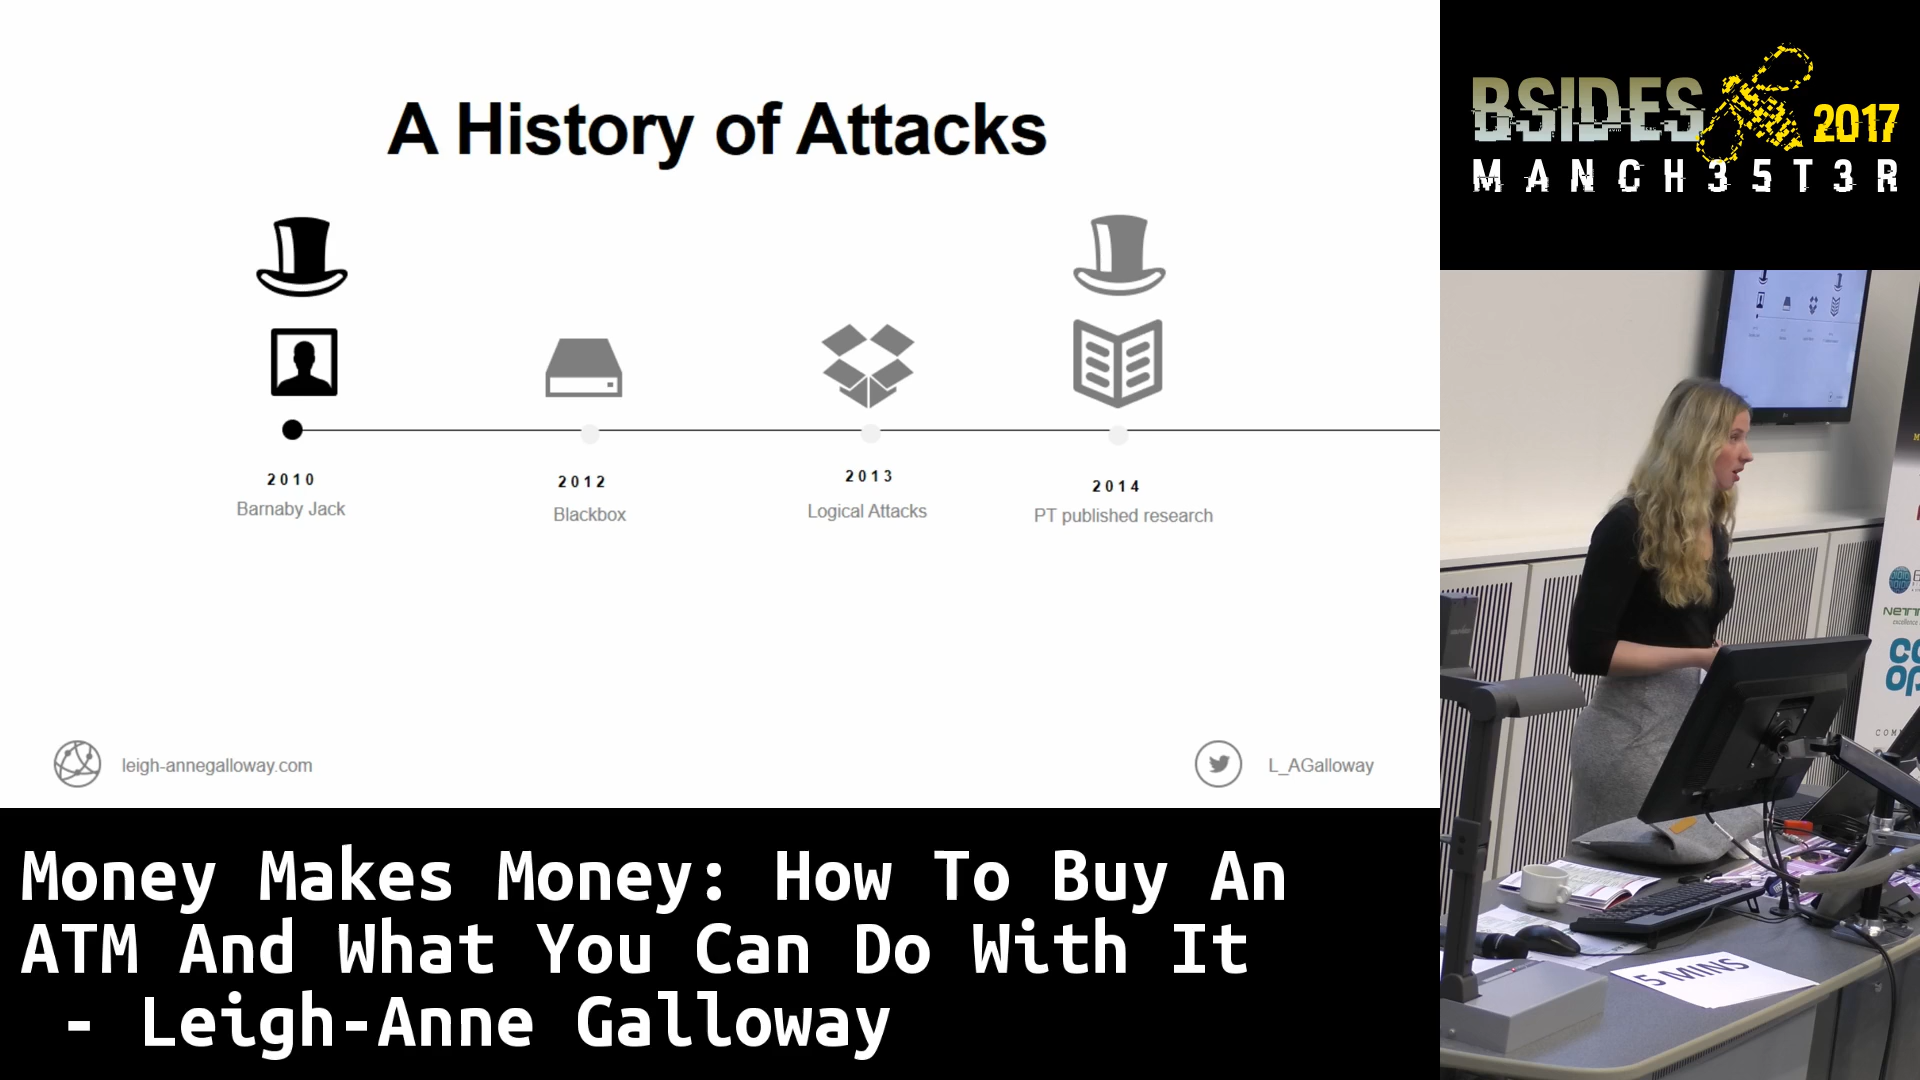 A History of Attacks
2010
Barnaby Jack
2012
Blackbox
2013
Logical Attacks
2014
PT published research
leigh-annegalloway.com
L_AGalloway
BSIDES 2017
MANCH35T3R
5 MINS
Money Makes Money: How To Buy An
ATM And What You Can Do With It
- Leigh-Anne Galloway